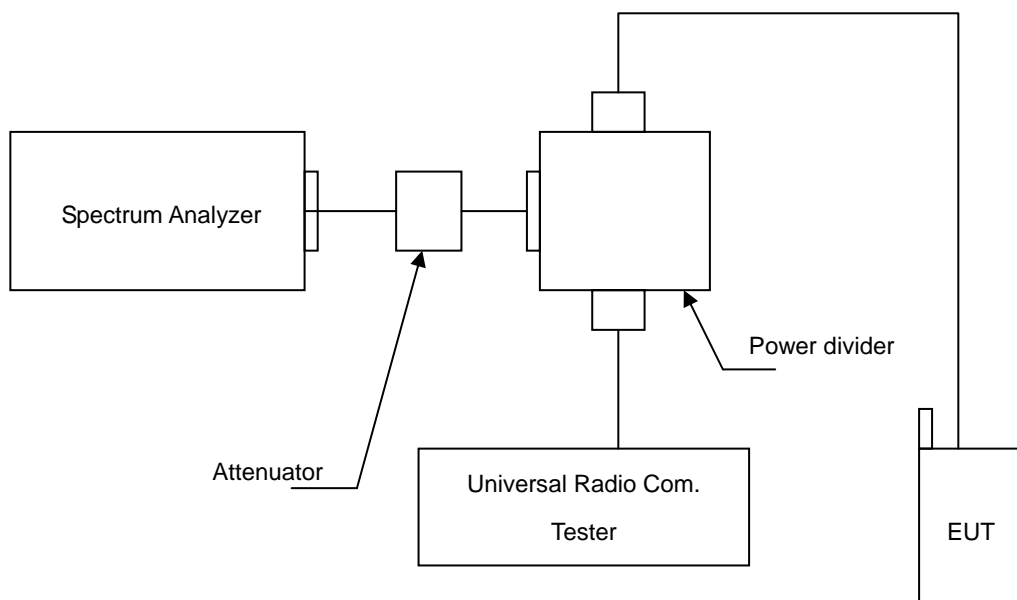 Spectrum Analyzer
Power divider
Attenuator
Universal Radio Com.
Tester
EUT